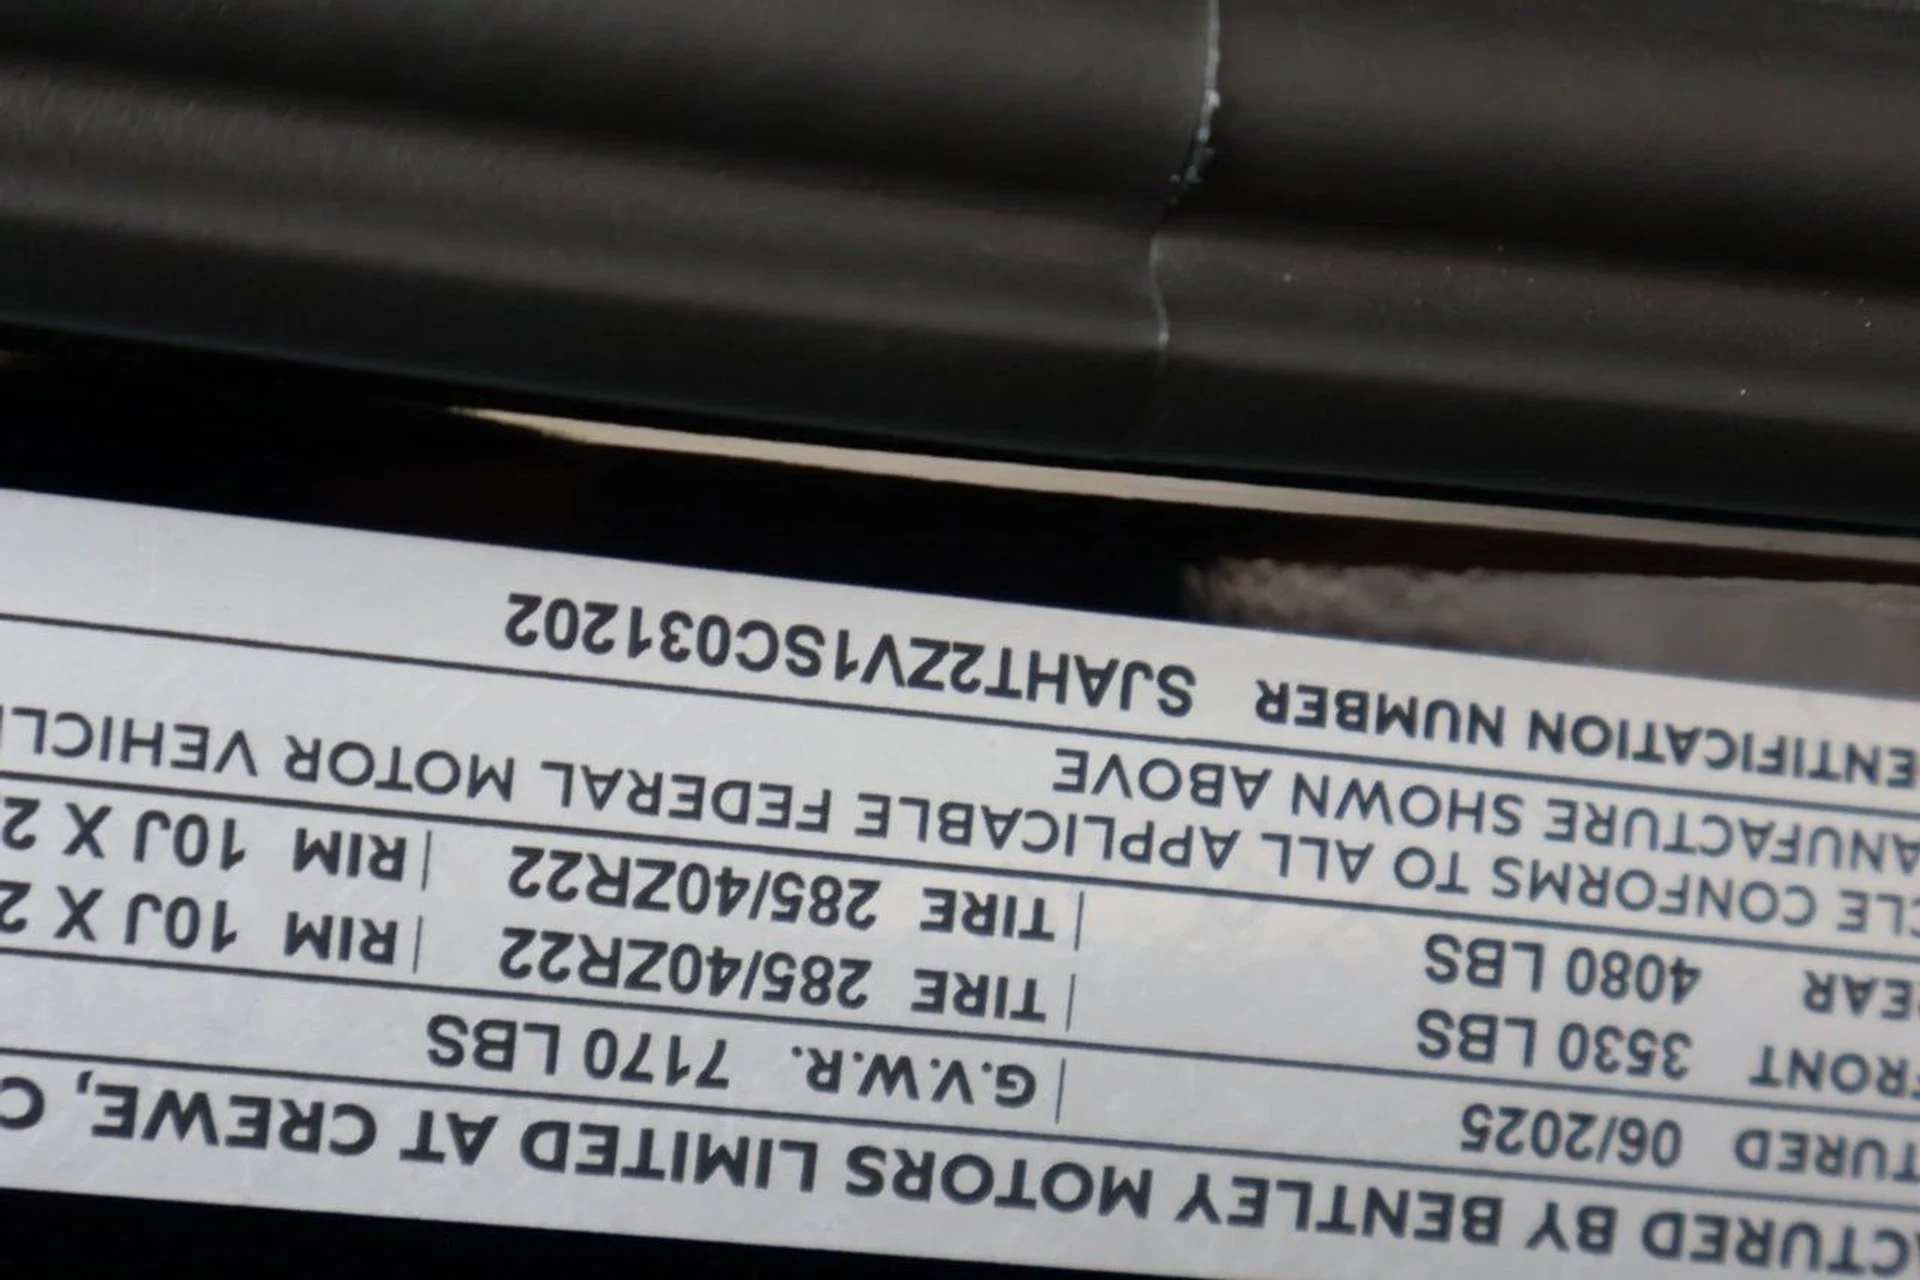 CTURED BY BENTLEY MOTORS LIMITED AT CREWE, C
TURED 06/2025 | G.V.W.R. 7170 LBS
FRONT 3530 LBS | TIRE 285/40ZR22 | RIM 10J X 2
EAR 4080 LBS | TIRE 285/40ZR22 | RIM 10J X 2
CLE CONFORMS TO ALL APPLICABLE FEDERAL MOTOR VEHICL
ANUFACTURE SHOWN ABOVE
ENTIFICATION NUMBER SJAHT2ZV1SC031202